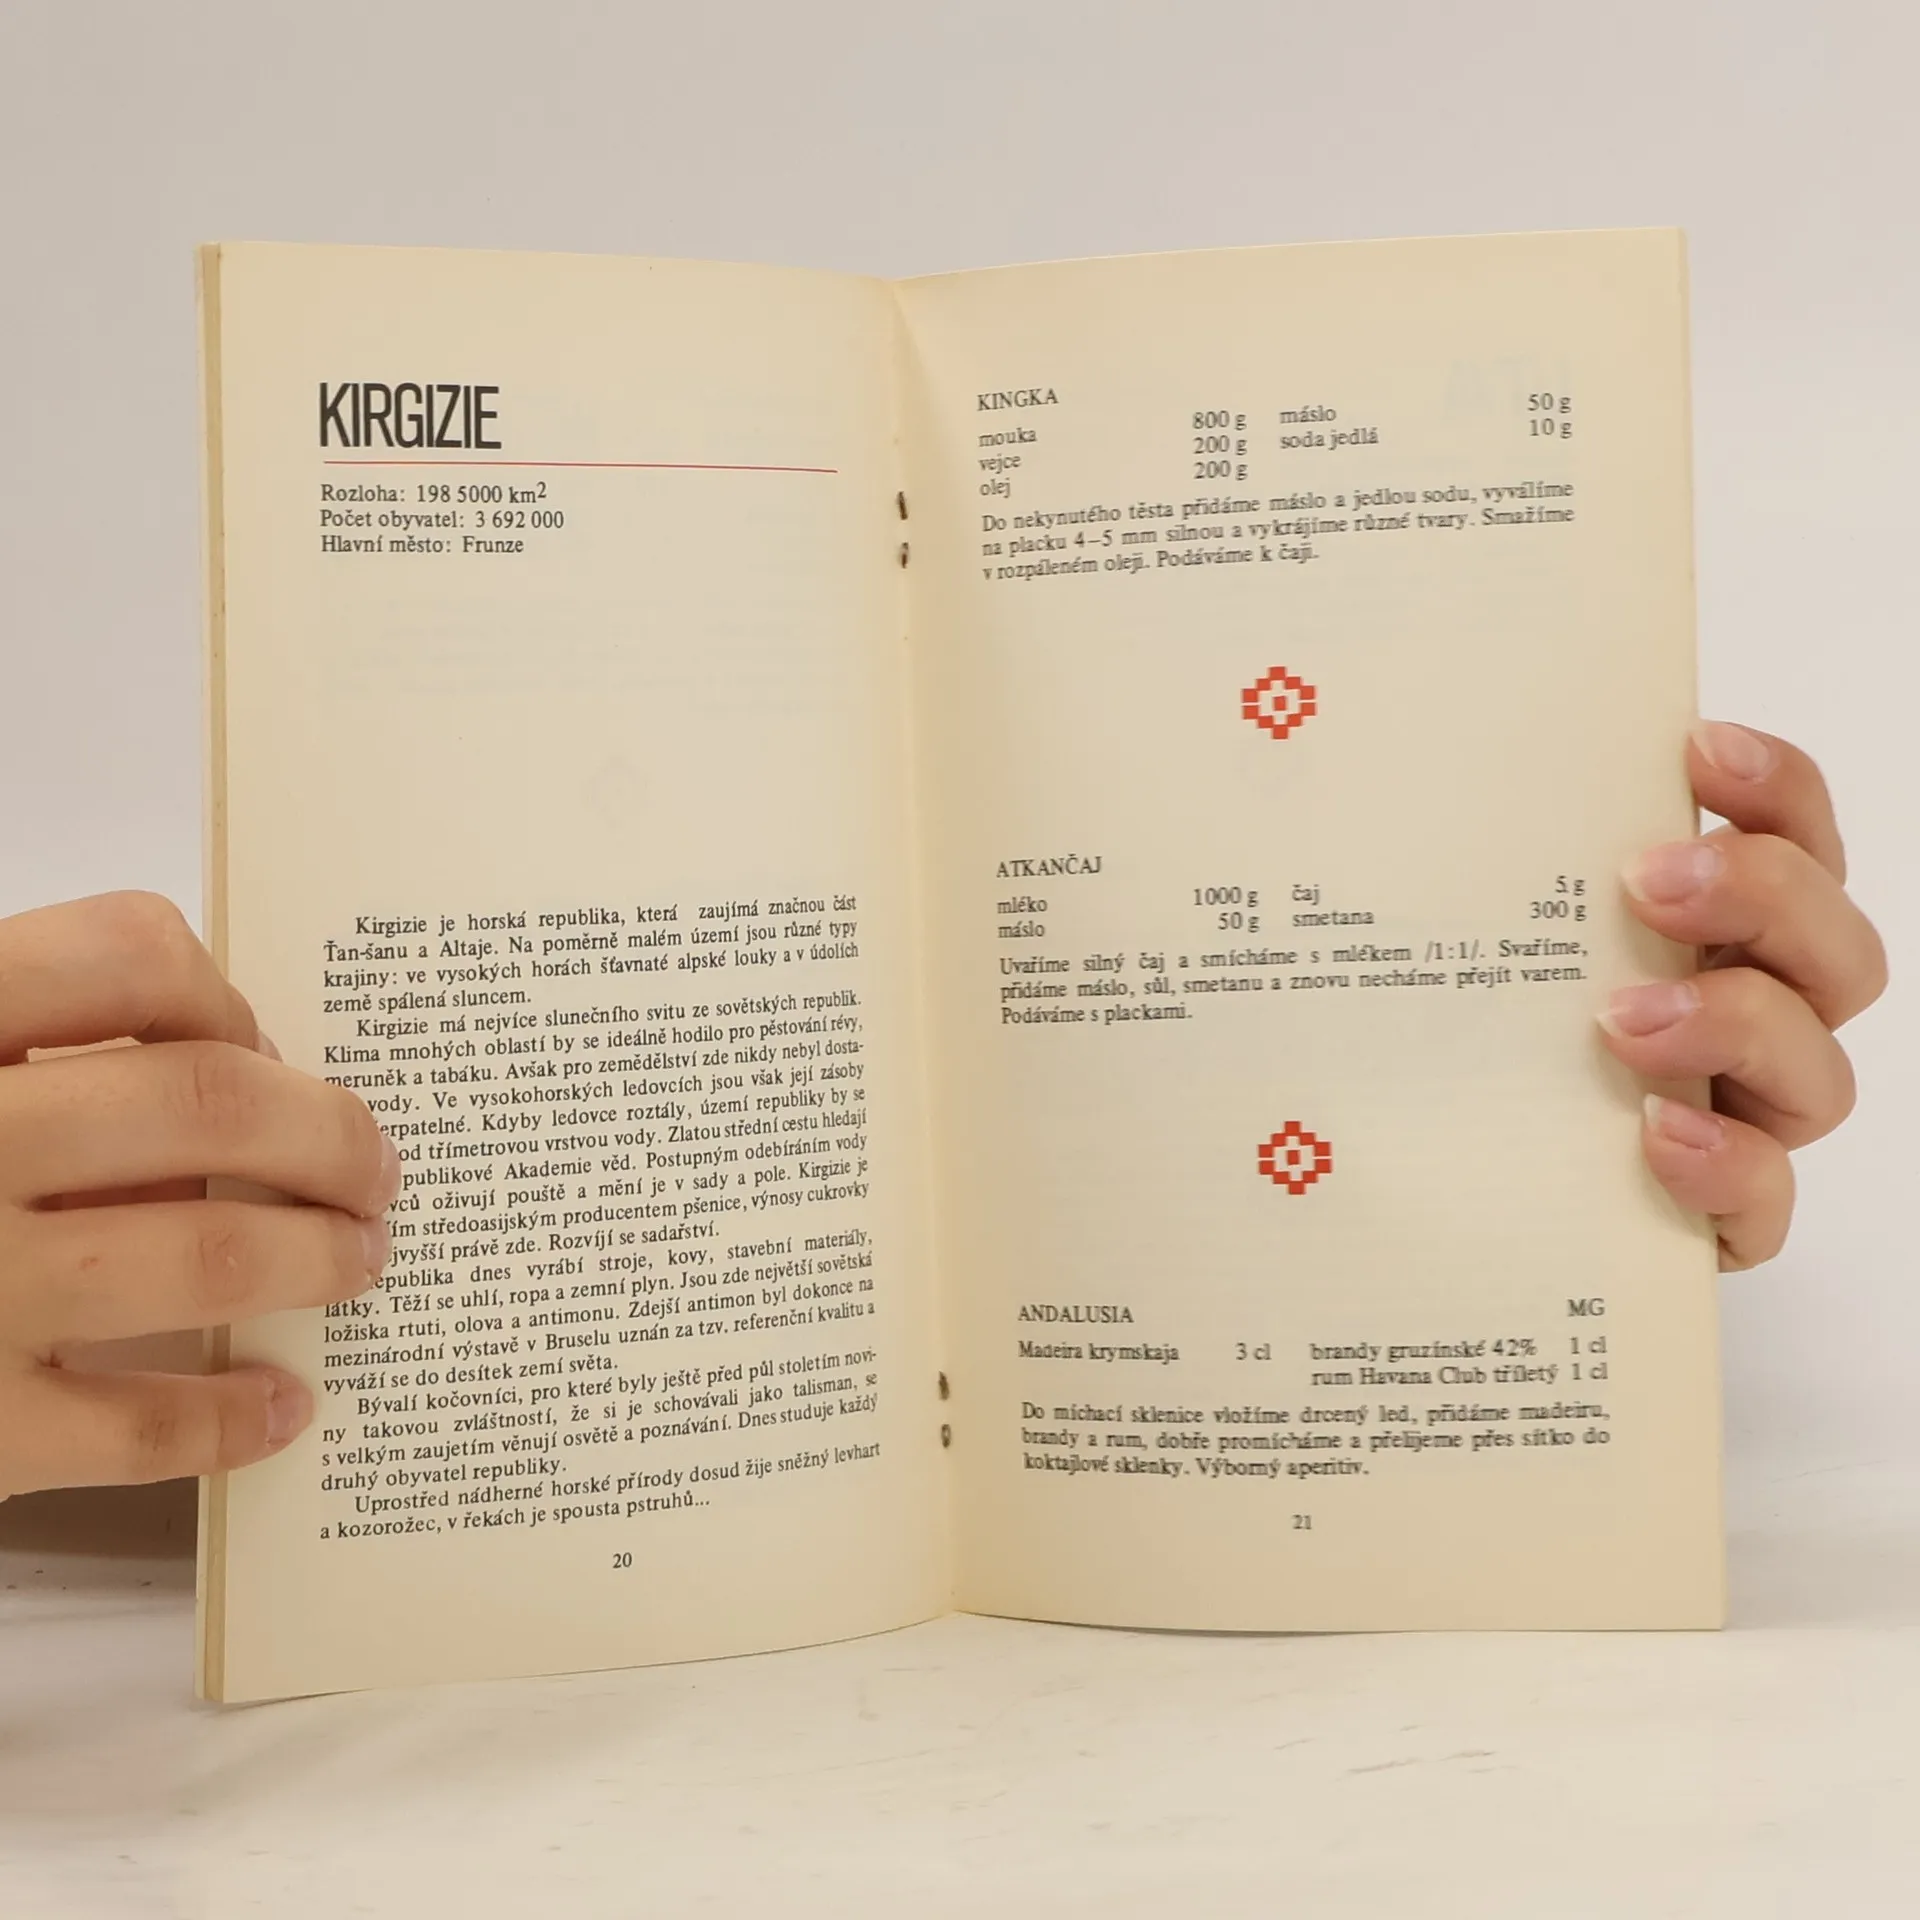 KIRGIZIE
Rozloha: 198 5000 km2
Počet obyvatel: 3 692 000
Hlavní město: Frunze
Kirgizie je horská republika, která zaujímá značnou část
Ťan-šanu a Altaje. Na poměrně malém území jsou různé typy
krajiny: ve vysokých horách šťavnaté alpské louky a v údolích
země spálená sluncem.
Kirgizie má nejvíce slunečního svitu ze sovětských republik.
Klima mnohých oblastí by se ideálně hodilo pro pěstování révy,
meruněk a tabáku. Avšak pro zemědělství zde nikdy nebyl dosta-
vody. Ve vysokohorských ledovcích jsou však její zásoby
erpatelné. Kdyby ledovce roztály, území republiky by se
od třímetrovou vrstvou vody. Zlatou střední cestu hledají
publikové Akademie věd. Postupným odebíráním vody
vců oživují pouště a mění je v sady a pole. Kirgizie je
ím středoasijským producentem pšenice, výnosy cukrovky
jvyšší právě zde. Rozvíjí se sadařství.
epublika dnes vyrábí stroje, kovy, stavební materiály,
látky. Těží se uhlí, ropa a zemní plyn. Jsou zde největší sovětská
ložiska rtuti, olova a antimonu. Zdejší antimon byl dokonce na
mezinárodní výstavě v Bruselu uznán za tzv. referenční kvalitu a
vyváží se do desítek zemí světa.
Bývalí kočovníci, pro které byly ještě před půl stoletím novi-
ny takovou zvláštností, že si je schovávali jako talisman, se
s velkým zaujetím věnují osvětě a poznávání. Dnes studuje každý
druhý obyvatel republiky.
Uprostřed nádherné horské přírody dosud žije sněžný levhart
a kozorožec, v řekách je spousta pstruhů...
20
KINGKA
mouka 800 g máslo 50 g
vejce 200 g soda jedlá 10 g
olej 200 g
Do nekynutého těsta přidáme máslo a jedlou sodu, vyválíme
na placku 4–5 mm silnou a vykrájíme různé tvary. Smažíme
v rozpáleném oleji. Podáváme k čaji.
ATKANČAJ
mléko 1000 g čaj 5 g
máslo 50 g smetana 300 g
Uvaříme silný čaj a smícháme s mlékem /1:1/. Svaříme,
přidáme máslo, sůl, smetanu a znovu necháme přejít varem.
Podáváme s plackami.
ANDALUSIA MG
Madeira krymskaja 3 cl brandy gruzínské 42% 1 cl
rum Havana Club tříletý 1 cl
Do míchací sklenice vložíme drcený led, přidáme madeiru,
brandy a rum, dobře promícháme a přelijeme přes sítko do
koktajlové sklenky. Výborný aperitiv.
21